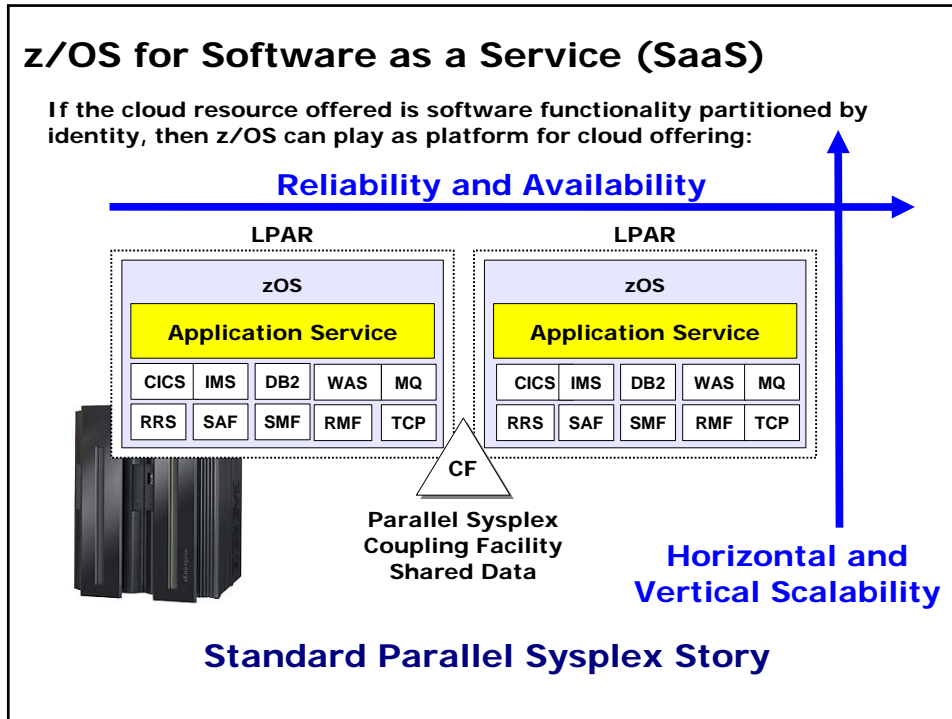 z/OS for Software as a Service (SaaS)
If the cloud resource offered is software functionality partitioned by
identity, then z/OS can play as platform for cloud offering:
Reliability and Availability
LPAR
LPAR
zOS
zOS
Application Service
Application Service
CICS IMS DB2 WAS MQ
CICS IMS DB2 WAS MQ
RRS SAF SMF RMF TCP
RRS SAF SMF RMF TCP
CF
Parallel Sysplex
Coupling Facility
Shared Data
Horizontal and
Vertical Scalability
zEnterprise
Standard Parallel Sysplex Story